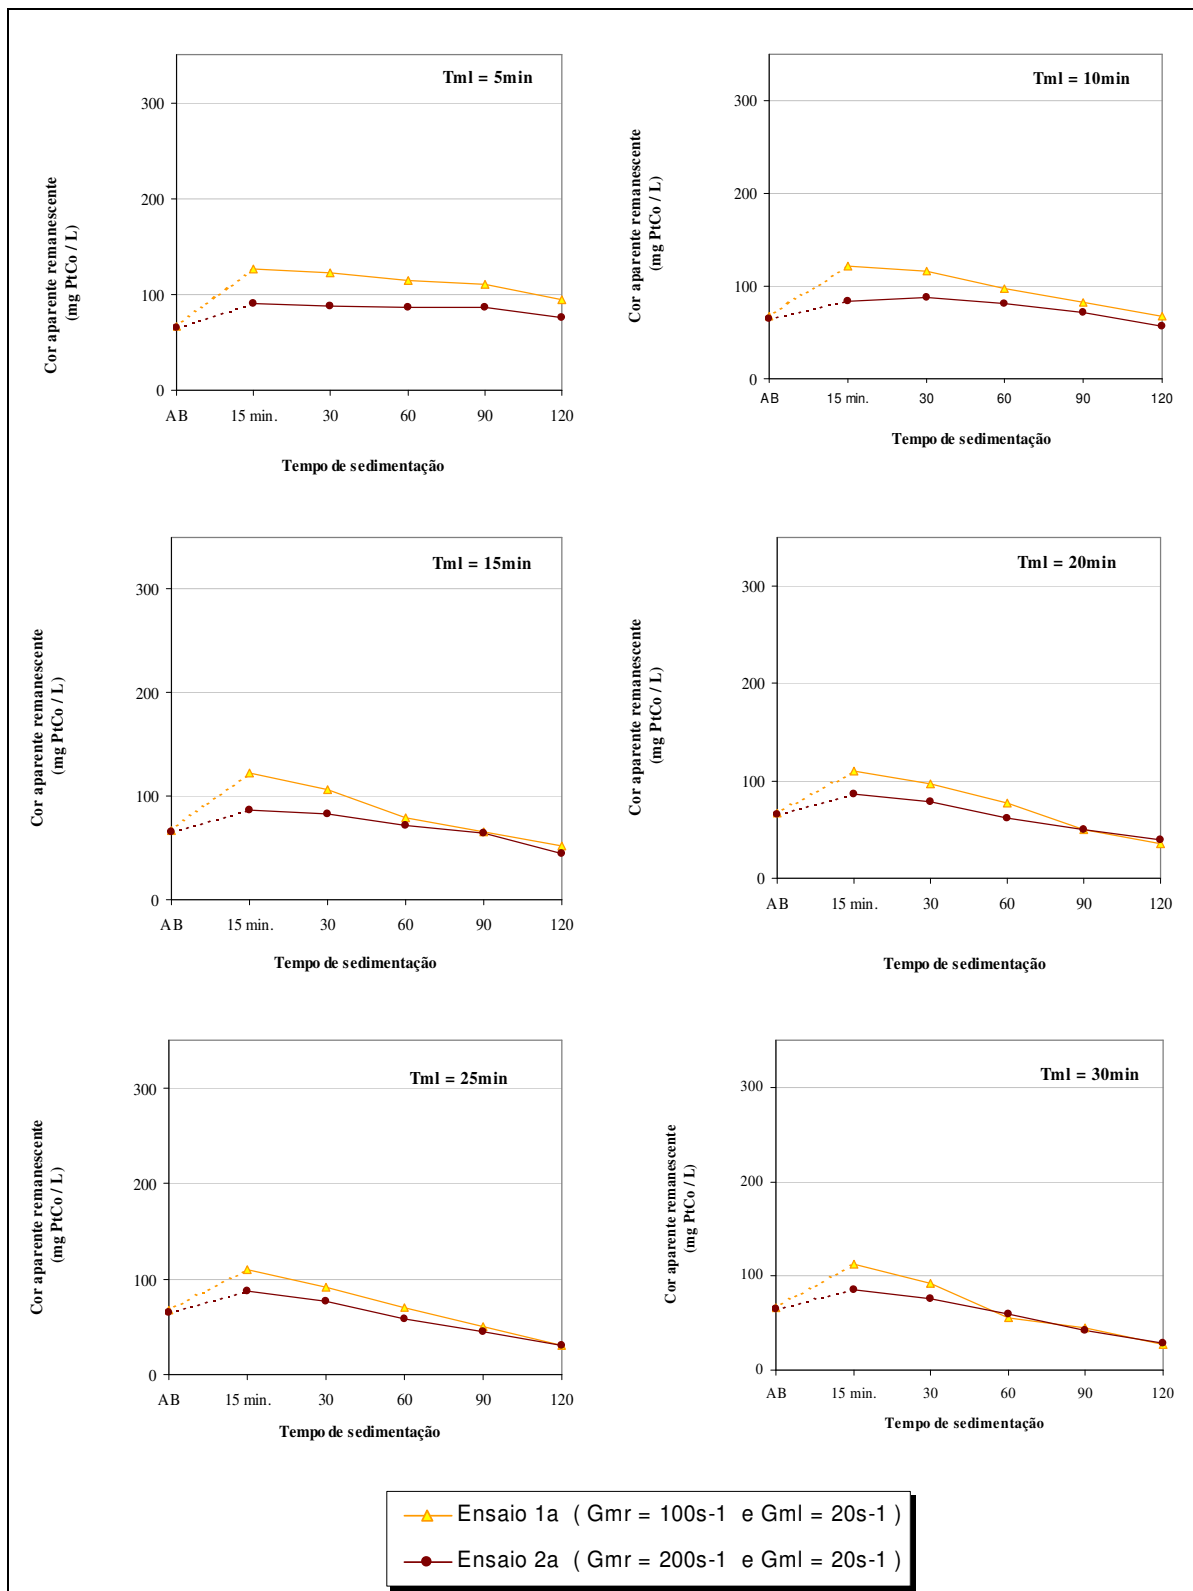 Tml = 5min
300
200
100
0
Cor aparente remanescente
(mg PtCo / L)
AB 15 min. 30 60 90 120
Tempo de sedimentação
Tml = 10min
300
200
100
0
Cor aparente remanescente
(mg PtCo / L)
AB 15 min. 30 60 90 120
Tempo de sedimentação
Tml = 15min
300
200
100
0
Cor aparente remanescente
(mg PtCo / L)
AB 15 min. 30 60 90 120
Tempo de sedimentação
Tml = 20min
300
200
100
0
Cor aparente remanescente
(mg PtCo / L)
AB 15 min. 30 60 90 120
Tempo de sedimentação
Tml = 25min
300
200
100
0
Cor aparente remanescente
(mg PtCo / L)
AB 15 min. 30 60 90 120
Tempo de sedimentação
Tml = 30min
300
200
100
0
Cor aparente remanescente
(mg PtCo / L)
AB 15 min. 30 60 90 120
Tempo de sedimentação
Ensaio 1a ( Gmr = 100s-1 e Gml = 20s-1 )
Ensaio 2a ( Gmr = 200s-1 e Gml = 20s-1 )